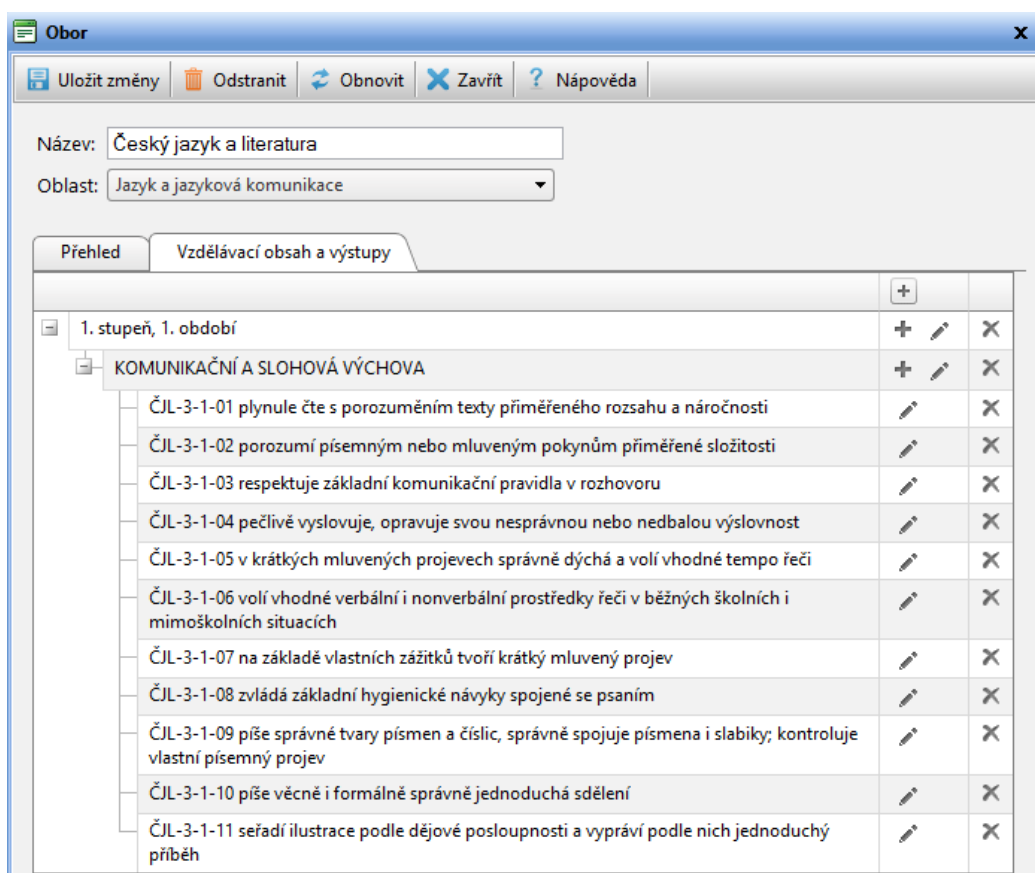 Obor
Uložit změny Odstranit Obnovit Zavřít Nápověda
Název: Český jazyk a literatura
Oblast: Jazyk a jazyková komunikace
Přehled Vzdělávací obsah a výstupy
1. stupeň, 1. období
KOMUNIKAČNÍ A SLOHOVÁ VÝCHOVA
ČJL-3-1-01 plynule čte s porozuměním texty přiměřeného rozsahu a náročnosti
ČJL-3-1-02 porozumí písemným nebo mluveným pokynům přiměřené složitosti
ČJL-3-1-03 respektuje základní komunikační pravidla v rozhovoru
ČJL-3-1-04 pečlivě vyslovuje, opravuje svou nesprávnou nebo nedbalou výslovnost
ČJL-3-1-05 v krátkých mluvených projevech správně dýchá a volí vhodné tempo řeči
ČJL-3-1-06 volí vhodné verbální i nonverbální prostředky řeči v běžných školních i
mimoškolních situacích
ČJL-3-1-07 na základě vlastních zážitků tvoří krátký mluvený projev
ČJL-3-1-08 zvládá základní hygienické návyky spojené se psaním
ČJL-3-1-09 píše správné tvary písmen a číslic, správně spojuje písmena i slabiky; kontroluje
vlastní písemný projev
ČJL-3-1-10 píše věcně i formálně správně jednoduchá sdělení
ČJL-3-1-11 seřadí ilustrace podle dějové posloupnosti a vypráví podle nich jednoduchý
příběh